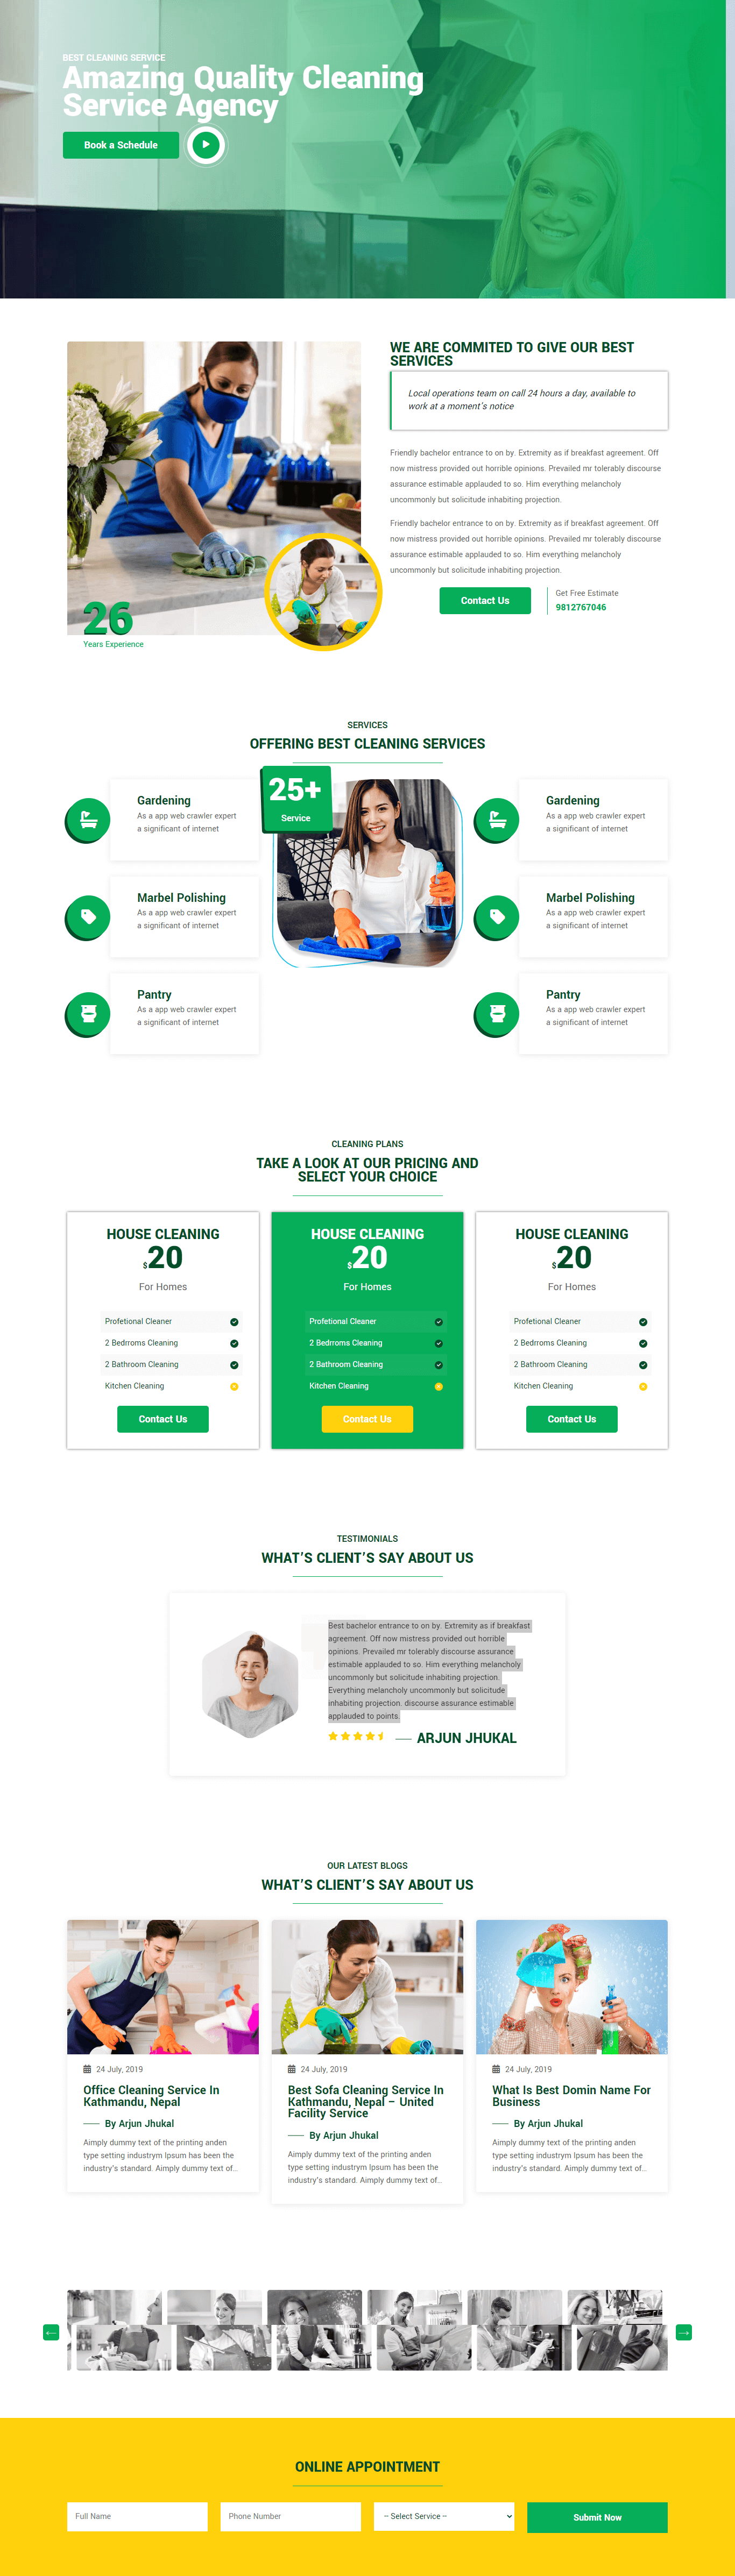 BEST CLEANING SERVICE
Amazing Quality Cleaning
Service Agency
Book a Schedule
WE ARE COMMITED TO GIVE OUR BEST
SERVICES
Local operations team on call 24 hours a day, available to
work at a moment's notice
Friendly bachelor entrance to on by. Extremity as if breakfast agreement. Off
now mistress provided out horrible opinions. Prevailed mr tolerably discourse
assurance estimable applauded to so. Him everything melancholy
uncommonly but solicitude inhabiting projection.
Friendly bachelor entrance to on by. Extremity as if breakfast agreement. Off
now mistress provided out horrible opinions. Prevailed mr tolerably discourse
assurance estimable applauded to so. Him everything melancholy
uncommonly but solicitude inhabiting projection.
Contact Us
Get Free Estimate
9812767046
26
Years Experience
SERVICES
OFFERING BEST CLEANING SERVICES
Gardening
As a app web crawler expert
a significant of internet
Marbel Polishing
As a app web crawler expert
a significant of internet
Pantry
As a app web crawler expert
a significant of internet
25+
Service
Gardening
As a app web crawler expert
a significant of internet
Marbel Polishing
As a app web crawler expert
a significant of internet
Pantry
As a app web crawler expert
a significant of internet
CLEANING PLANS
TAKE A LOOK AT OUR PRICING AND
SELECT YOUR CHOICE
HOUSE CLEANING
$20
For Homes
Profetional Cleaner
2 Bedrroms Cleaning
2 Bathroom Cleaning
Kitchen Cleaning
Contact Us
HOUSE CLEANING
$20
For Homes
Profetional Cleaner
2 Bedrroms Cleaning
2 Bathroom Cleaning
Kitchen Cleaning
Contact Us
HOUSE CLEANING
$20
For Homes
Profetional Cleaner
2 Bedrroms Cleaning
2 Bathroom Cleaning
Kitchen Cleaning
Contact Us
TESTIMONIALS
WHAT'S CLIENT'S SAY ABOUT US
Best bachelor entrance to on by. Extremity as if breakfast
agreement. Off now mistress provided out horrible
opinions. Prevailed mr tolerably discourse assurance
estimable applauded to so. Him everything melancholy
uncommonly but solicitude inhabiting projection.
Everything melancholy uncommonly but solicitude
inhabiting projection. discourse assurance estimable
applauded to points.
ARJUN JHUKAL
OUR LATEST BLOGS
WHAT'S CLIENT'S SAY ABOUT US
24 July, 2019
Office Cleaning Service In
Kathmandu, Nepal
By Arjun Jhukal
Aimply dummy text of the printing anden
type setting industrym Ipsum has been the
industry's standard. Aimply dummy text of...
24 July, 2019
Best Sofa Cleaning Service In
Kathmandu, Nepal – United
Facility Service
By Arjun Jhukal
Aimply dummy text of the printing anden
type setting industrym Ipsum has been the
industry's standard. Aimply dummy text of...
24 July, 2019
What Is Best Domin Name For
Business
By Arjun Jhukal
Aimply dummy text of the printing anden
type setting industrym Ipsum has been the
industry's standard. Aimply dummy text of...
ONLINE APPOINTMENT
Full Name
Phone Number
-- Select Service --
Submit Now